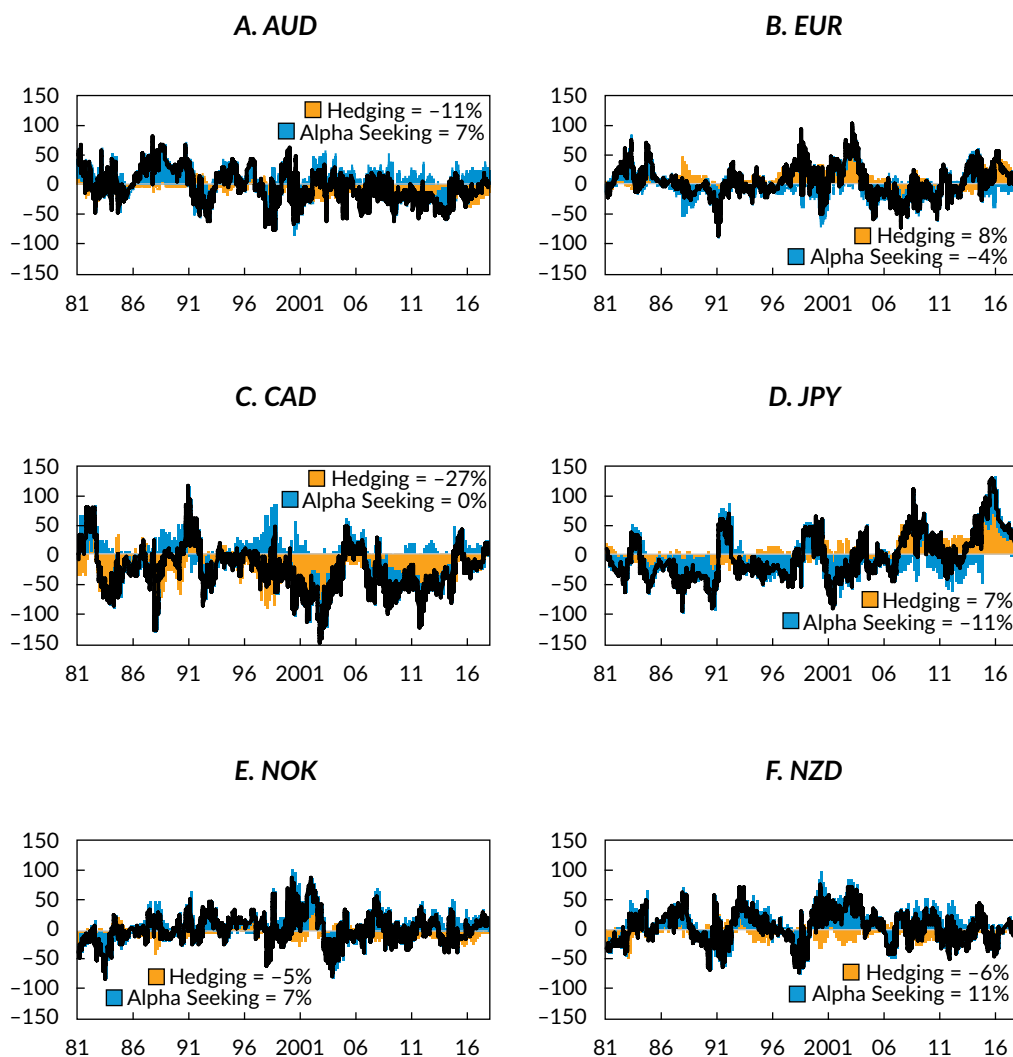 A. AUD
150
100
50
0
–50
–100
–150
Hedging = –11%
Alpha Seeking = 7%
81 86 91 96 2001 06 11 16
B. EUR
150
100
50
0
–50
–100
–150
Hedging = 8%
Alpha Seeking = –4%
81 86 91 96 2001 06 11 16
C. CAD
150
100
50
0
–50
–100
–150
Hedging = –27%
Alpha Seeking = 0%
81 86 91 96 2001 06 11 16
D. JPY
150
100
50
0
–50
–100
–150
Hedging = 7%
Alpha Seeking = –11%
81 86 91 96 2001 06 11 16
E. NOK
150
100
50
0
–50
–100
–150
Hedging = –5%
Alpha Seeking = 7%
81 86 91 96 2001 06 11 16
F. NZD
150
100
50
0
–50
–100
–150
Hedging = –6%
Alpha Seeking = 11%
81 86 91 96 2001 06 11 16